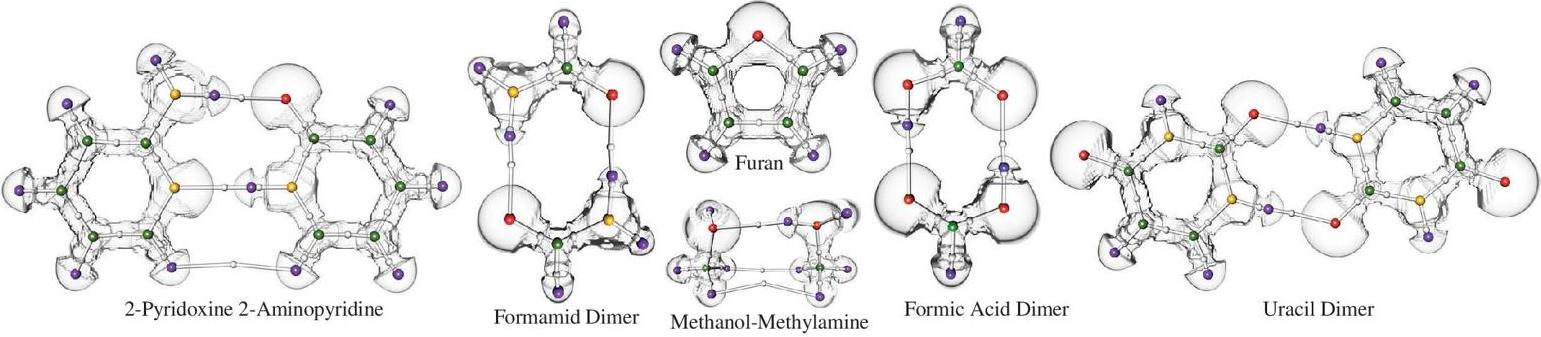 2-Pyridoxine 2-Aminopyridine
Formamid Dimer
Furan
Methanol-Methylamine
Formic Acid Dimer
Uracil Dimer